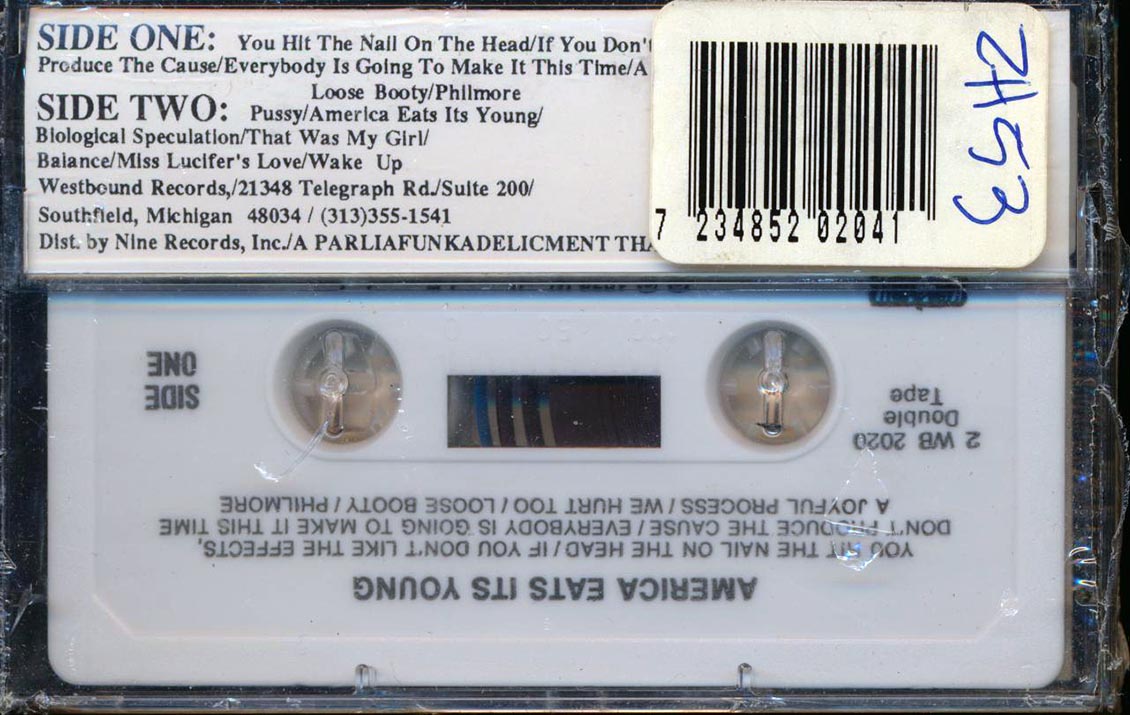 SIDE ONE: You Hit The Nail On The Head/If You Don't
Produce The Cause/Everybody Is Going To Make It This Time/A
Loose Booty/Philmore
SIDE TWO: Pussy/America Eats Its Young/
Biological Speculation/That Was My Girl/
Balance/Miss Lucifer's Love/Wake Up
Westbound Records,/21348 Telegraph Rd./Suite 200/
Southfield, Michigan 48034 / (313)355-1541
Dist. by Nine Records, Inc./A PARLIAFUNKADELICMENT THA
7 234852 02041
2H53
AMERICA EATS ITS YOUNG
YOU HIT THE NAIL ON THE HEAD / IF YOU DON'T LIKE THE EFFECTS,
DON'T PRODUCE THE CAUSE / EVERYBODY IS GOING TO MAKE IT THIS TIME
A JOYFUL PROCESS / WE HURT TOO / LOOSE BOOTY / PHILMORE
2 WB 2020
Double
Tape
SIDE
ONE